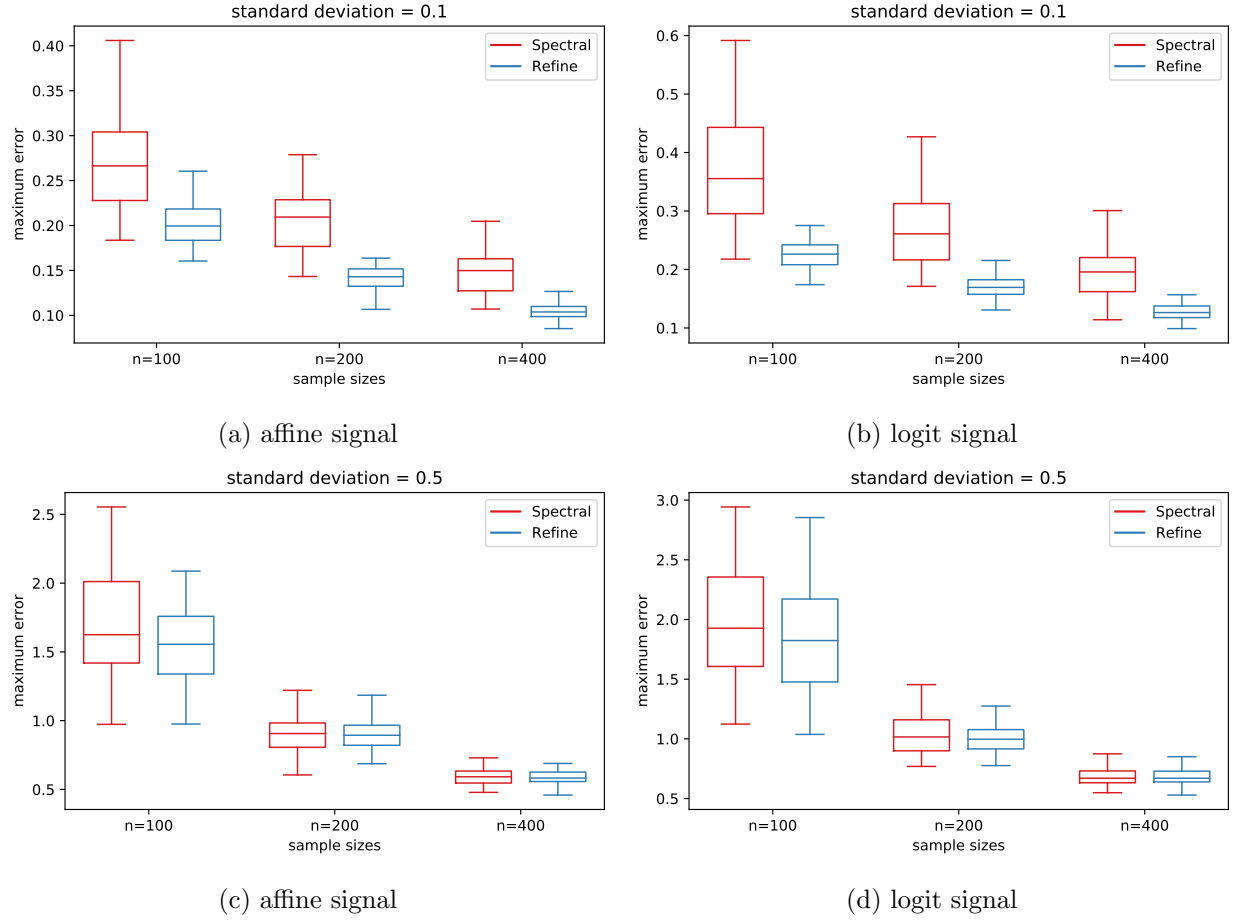 standard deviation = 0.1
maximum error
0.40
0.35
0.30
0.25
0.20
0.15
0.10
Spectral
Refine
n=100
n=200
n=400
sample sizes
(a) affine signal
standard deviation = 0.1
maximum error
0.6
0.5
0.4
0.3
0.2
0.1
Spectral
Refine
n=100
n=200
n=400
sample sizes
(b) logit signal
standard deviation = 0.5
maximum error
2.5
2.0
1.5
1.0
0.5
Spectral
Refine
n=100
n=200
n=400
sample sizes
(c) affine signal
standard deviation = 0.5
maximum error
3.0
2.5
2.0
1.5
1.0
0.5
Spectral
Refine
n=100
n=200
n=400
sample sizes
(d) logit signal